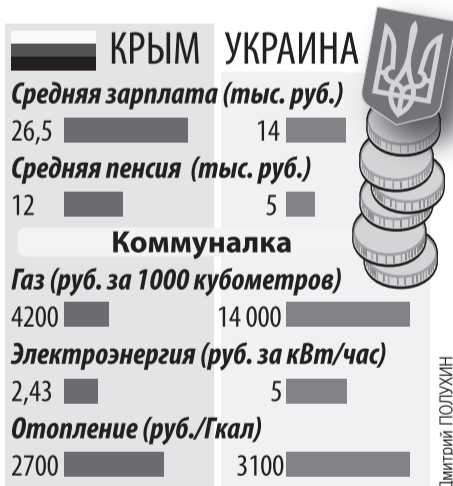 КРЫМ УКРАИНА
Средняя зарплата (тыс. руб.)
26,5 14
Средняя пенсия (тыс. руб.)
12 5
Коммуналка
Газ (руб. за 1000 кубометров)
4200 14 000
Электроэнергия (руб. за кВт/час)
2,43 5
Отопление (руб./Гкал)
2700 3100
Дмитрий ПОЛУХИН